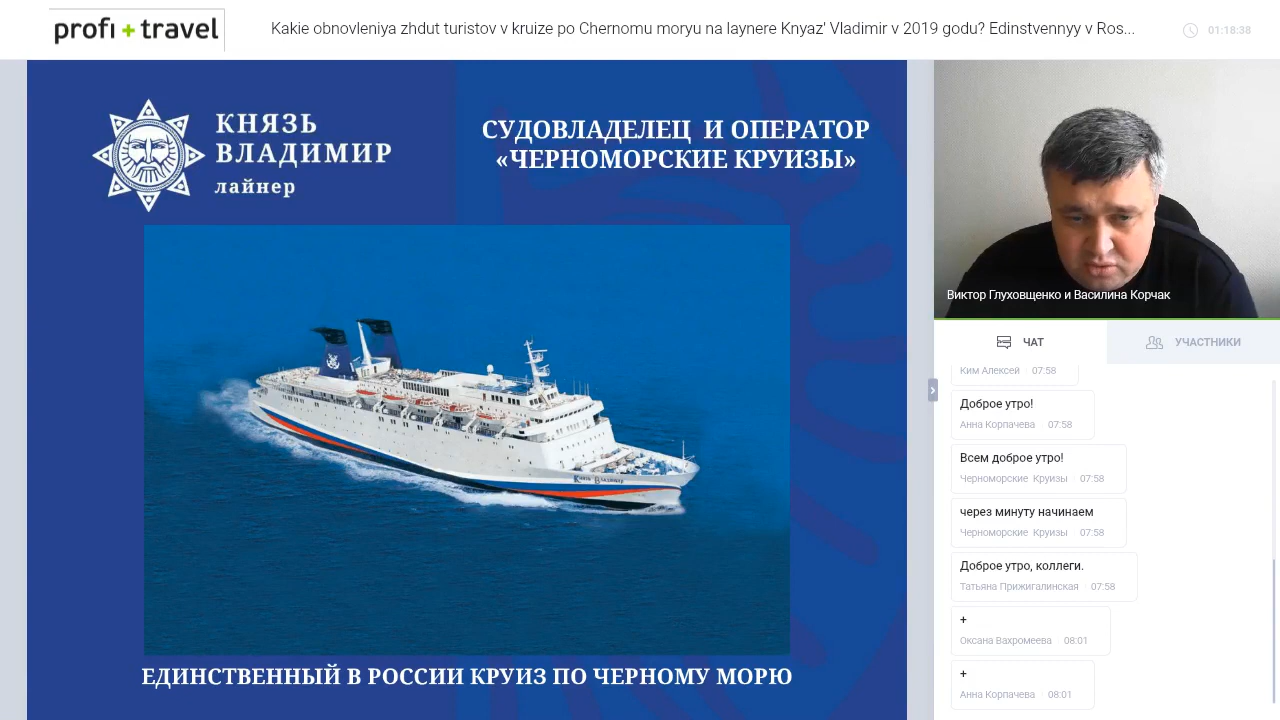 profi + travel
Kakie obnovleniya zhdut turistov v kruize po Chernomu moryu na laynere Knyaz' Vladimir v 2019 godu? Edinstvennyy v Ros...
01:18:38
КНЯЗЬ
ВЛАДИМИР
лайнер
СУДОВЛАДЕЛЕЦ И ОПЕРАТОР
«ЧЕРНОМОРСКИЕ КРУИЗЫ»
Князь Владимир
ЕДИНСТВЕННЫЙ В РОССИИ КРУИЗ ПО ЧЕРНОМУ МОРЮ
Виктор Глуховщенко и Василина Корчак
ЧАТ
УЧАСТНИКИ
Ким Алексей · 07:58
Доброе утро!
Анна Корпачева · 07:58
Всем доброе утро!
Черноморские Круизы · 07:58
через минуту начинаем
Черноморские Круизы · 07:58
Доброе утро, коллеги.
Татьяна Прижигалинская · 07:58
+
Оксана Вахромеева · 08:01
+
Анна Корпачева · 08:01